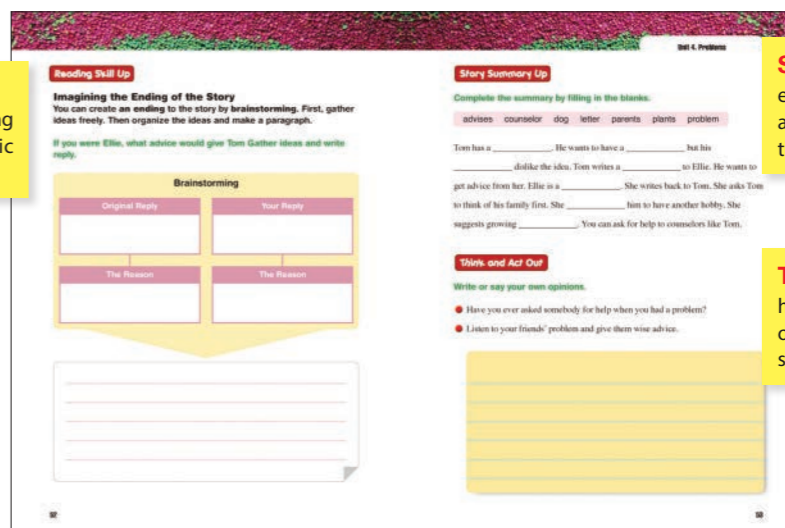 Unit 4. Problems
Reading Skill Up
Imagining the Ending of the Story
You can create an ending to the story by brainstorming. First, gather
ideas freely. Then organize the ideas and make a paragraph.
If you were Ellie, what advice would give Tom Gather ideas and write
reply.
Brainstorming
Original Reply
Your Reply
The Reason
The Reason
52
Story Summary Up
Complete the summary by filling in the blanks.
advises counselor dog letter parents plants problem
Tom has a ____________. He wants to have a ____________ but his
____________ dislike the idea. Tom writes a ____________ to Ellie. He wants to
get advice from her. Ellie is a ____________. She writes back to Tom. She asks Tom
to think of his family first. She ____________ him to have another hobby. She
suggests growing ____________. You can ask for help to counselors like Tom.
Think and Act Out
Write or say your own opinions.
Have you ever asked somebody for help when you had a problem?
Listen to your friends' problem and give them wise advice.